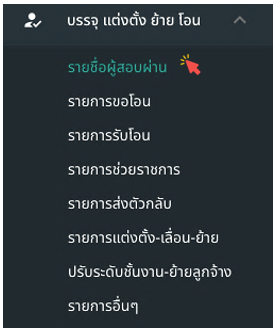 บรรจุ แต่งตั้ง ย้าย โอน
รายชื่อผู้สอบผ่าน
รายการขอโอน
รายการรับโอน
รายการช่วยราชการ
รายการส่งตัวกลับ
รายการแต่งตั้ง-เลื่อน-ย้าย
ปรับระดับชั้นงาน-ย้ายลูกจ้าง
รายการอื่นๆ